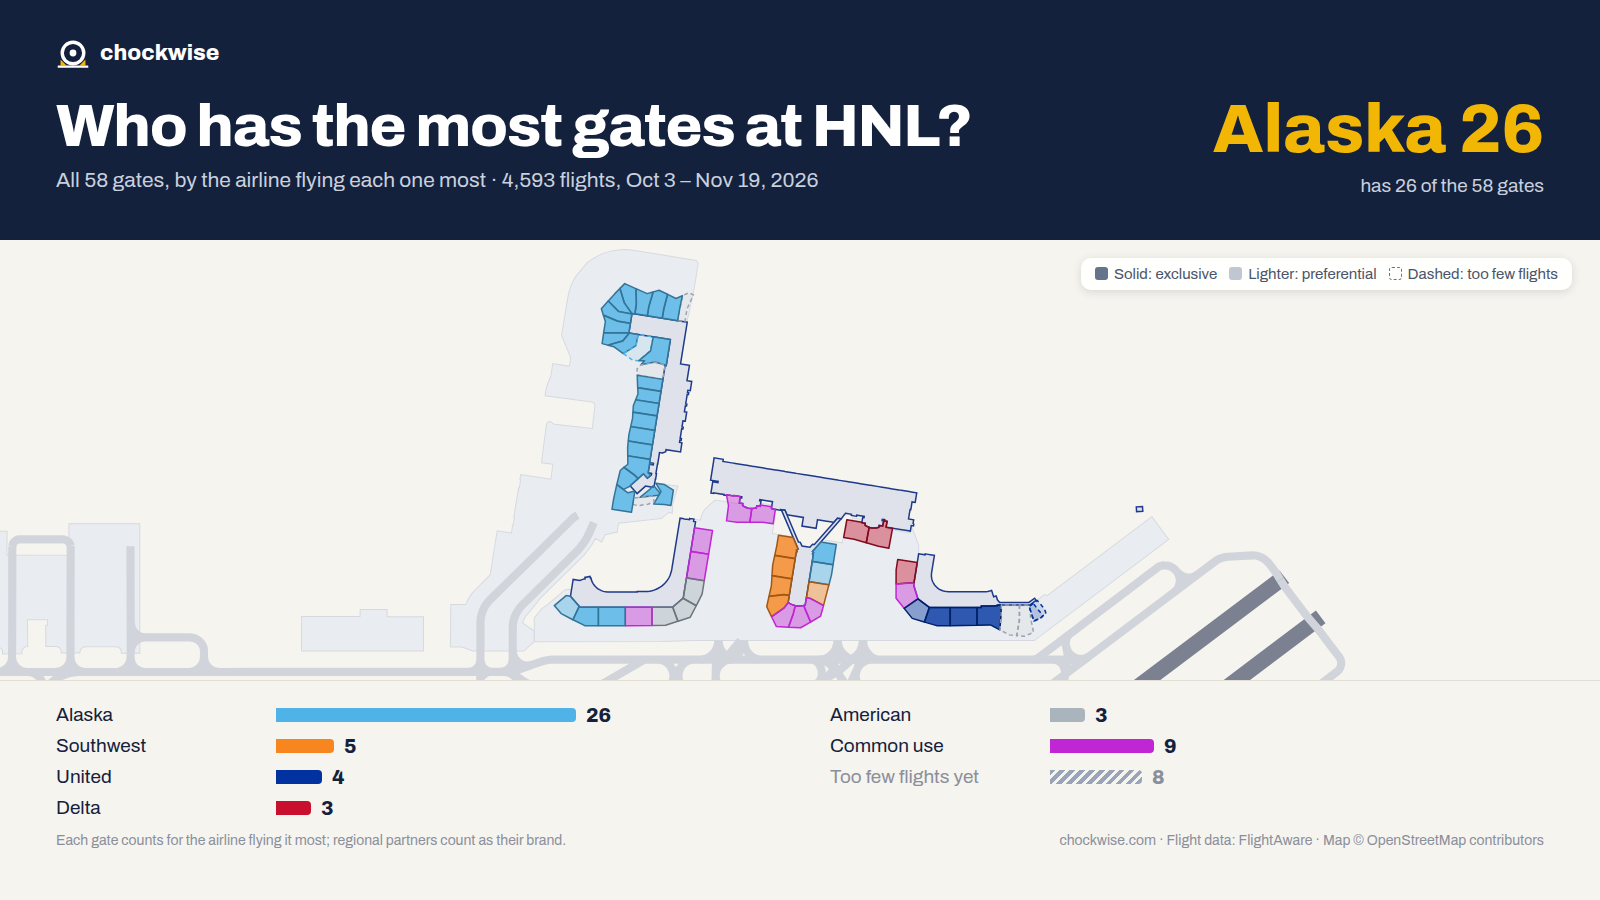 chockwise
Who has the most gates at HNL?
Alaska 26
All 58 gates, by the airline flying each one most · 4,593 flights, Oct 3 – Nov 19, 2026
has 26 of the 58 gates
Solid: exclusive Lighter: preferential Dashed: too few flights
Alaska 26
Southwest 5
United 4
Delta 3
American 3
Common use 9
Too few flights yet 8
Each gate counts for the airline flying it most; regional partners count as their brand.
chockwise.com · Flight data: FlightAware · Map © OpenStreetMap contributors